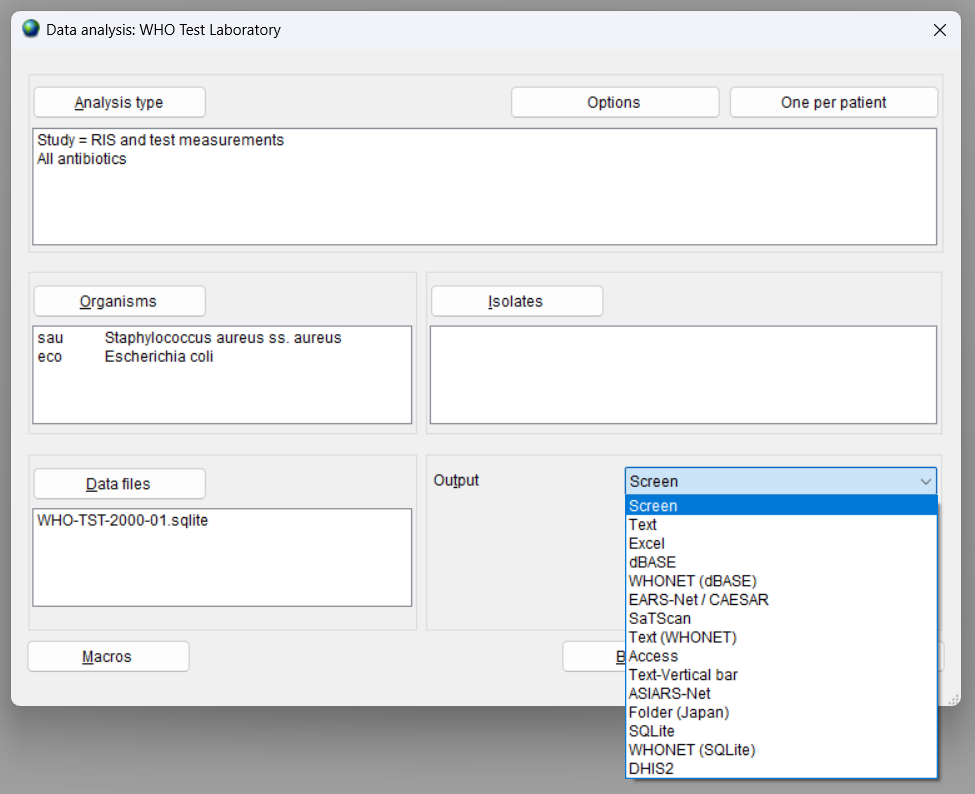 Data analysis: WHO Test Laboratory
Analysis type
Options
One per patient
Study = RIS and test measurements
All antibiotics
Organisms
Isolates
sau Staphylococcus aureus ss. aureus
eco Escherichia coli
Data files
Output
Screen
WHO-TST-2000-01.sqlite
Screen
Text
Excel
dBASE
WHONET (dBASE)
EARS-Net / CAESAR
SaTScan
Text (WHONET)
Access
Text-Vertical bar
ASIARS-Net
Folder (Japan)
SQLite
WHONET (SQLite)
DHIS2
Macros